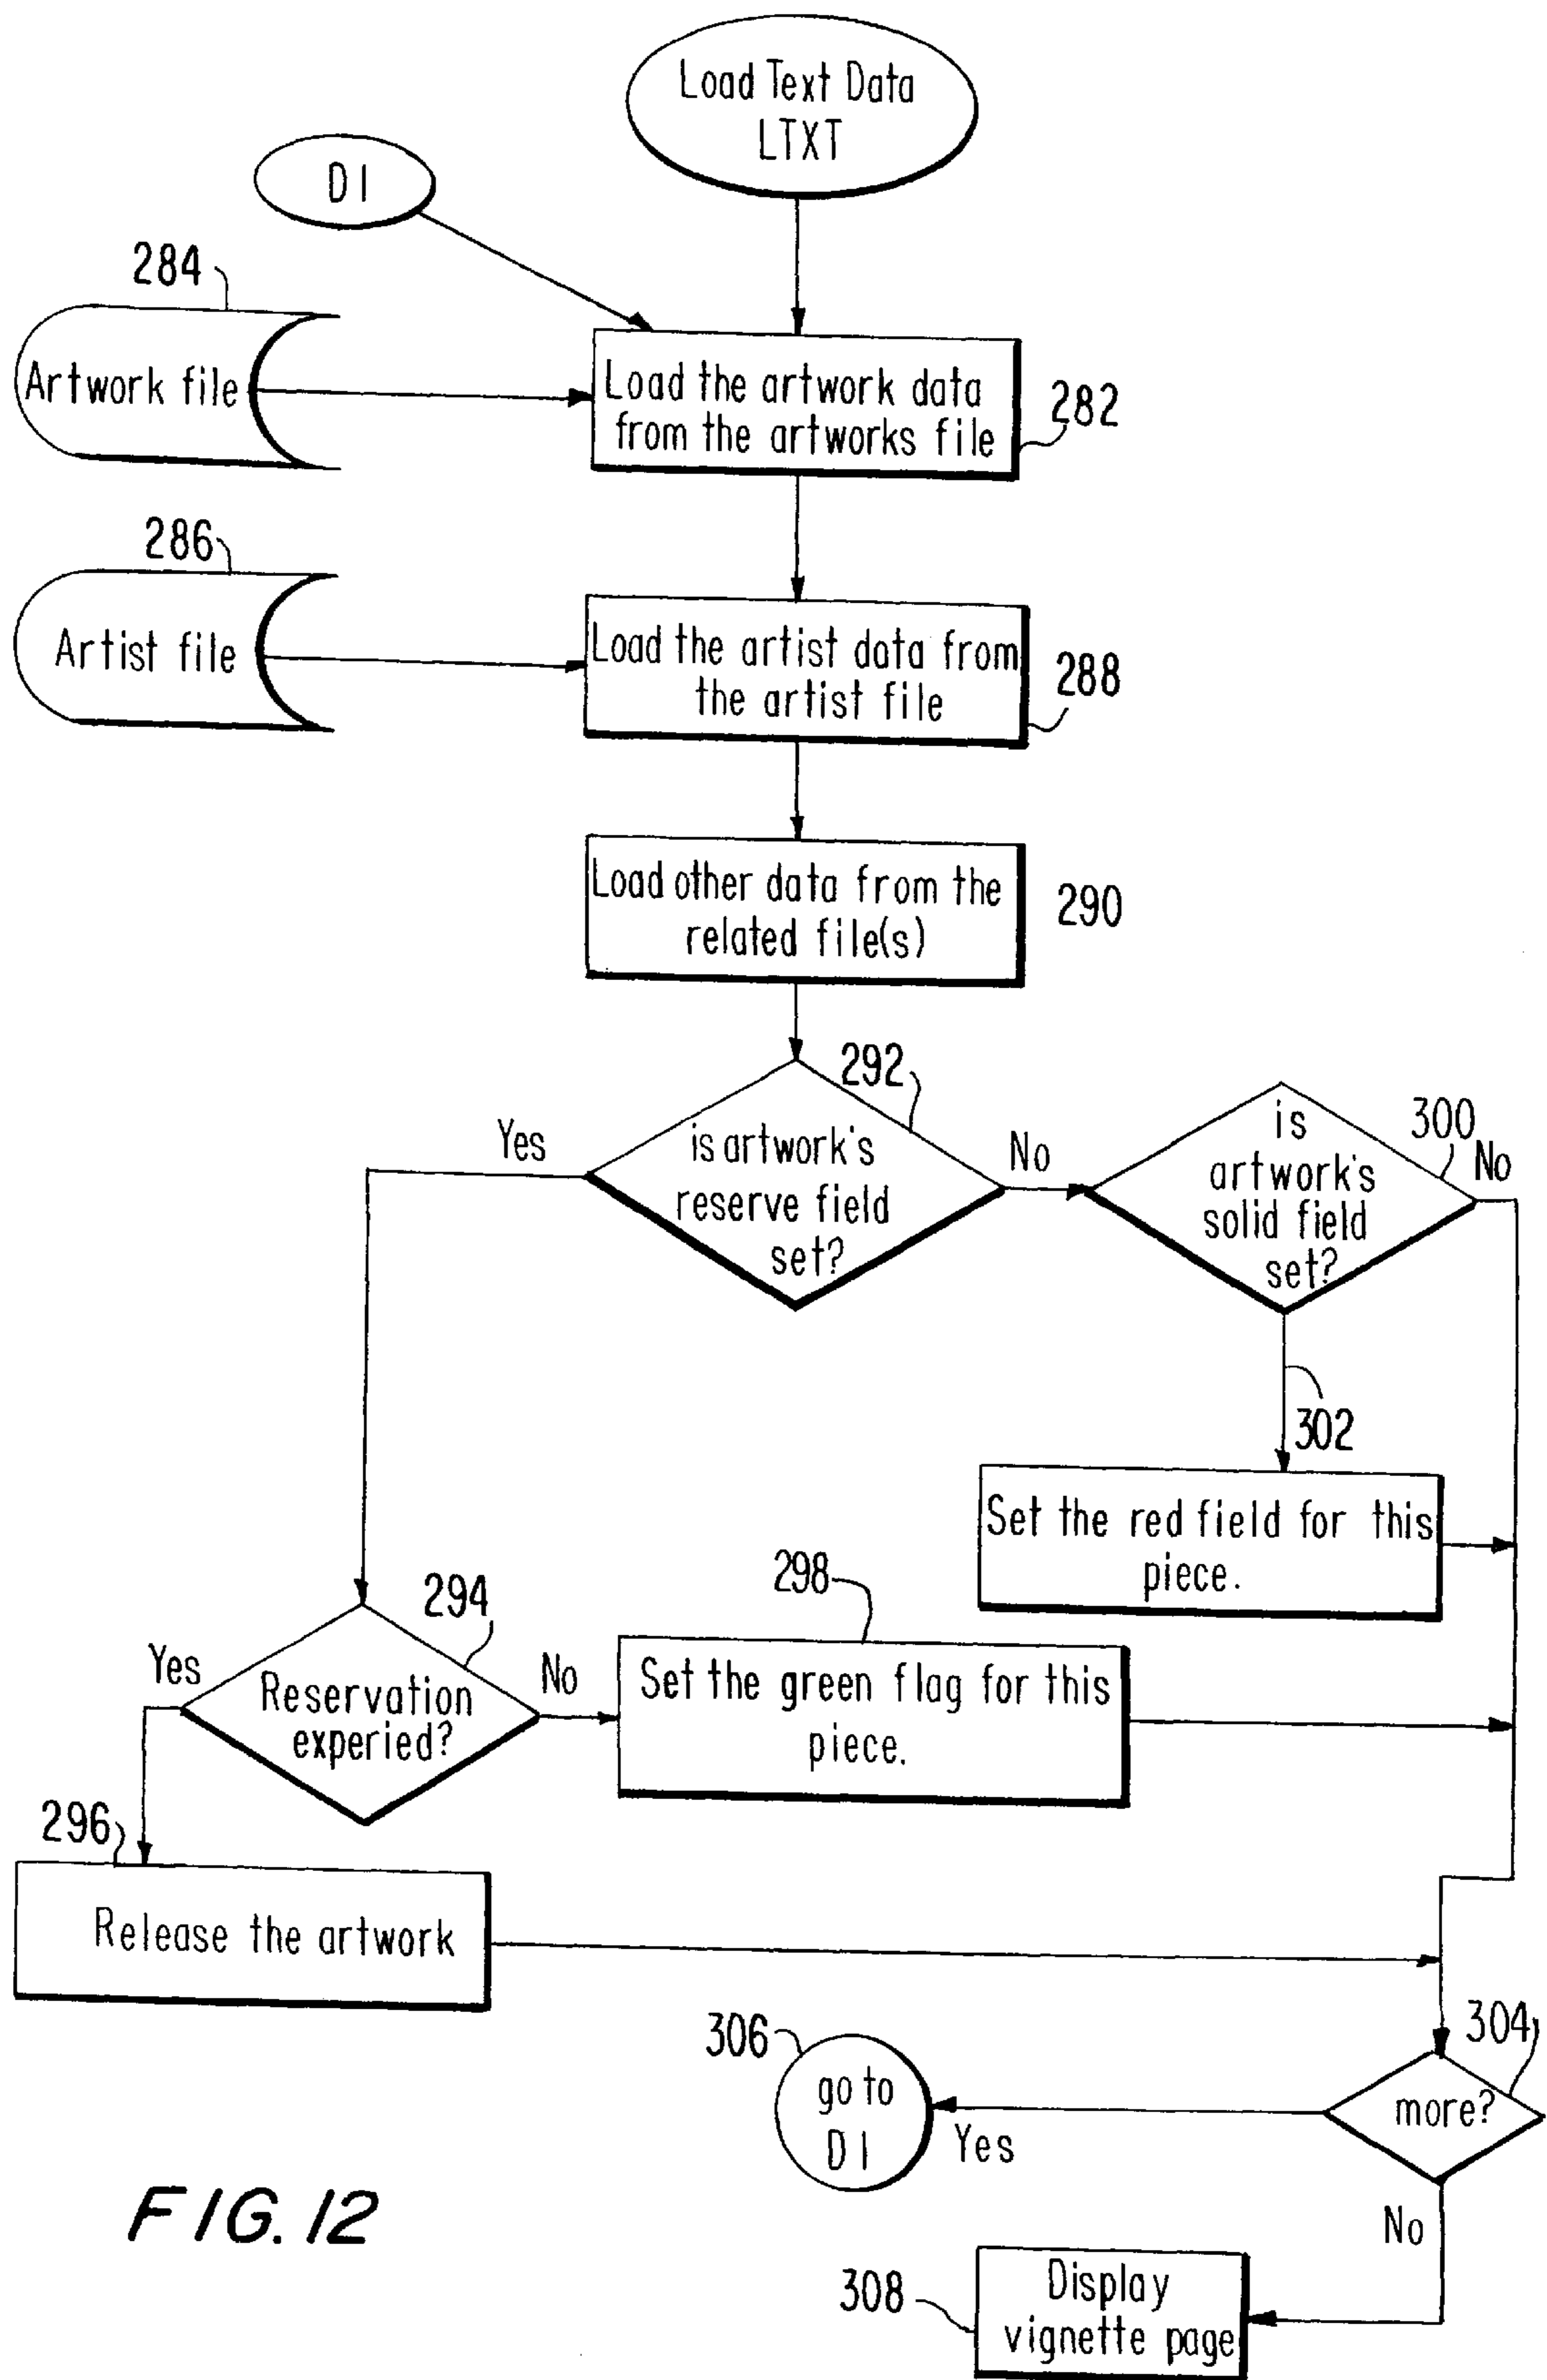 Load Text Data
LTXT
D1
284
Artwork file
Load the artwork data
from the artworks file
282
286
Artist file
Load the artist data from
the artist file
288
Load other data from the
related file(s)
290
292
Yes
is artwork's
reserve field
set?
No
300
is
artwork's
solid field
set?
No
302
Set the red field for this
piece.
294
Yes
Reservation
experied?
No
298
Set the green flag for this
piece.
296
Release the artwork
304
more?
306
go to
D1
Yes
No
308
Display
vignette page
FIG. 12